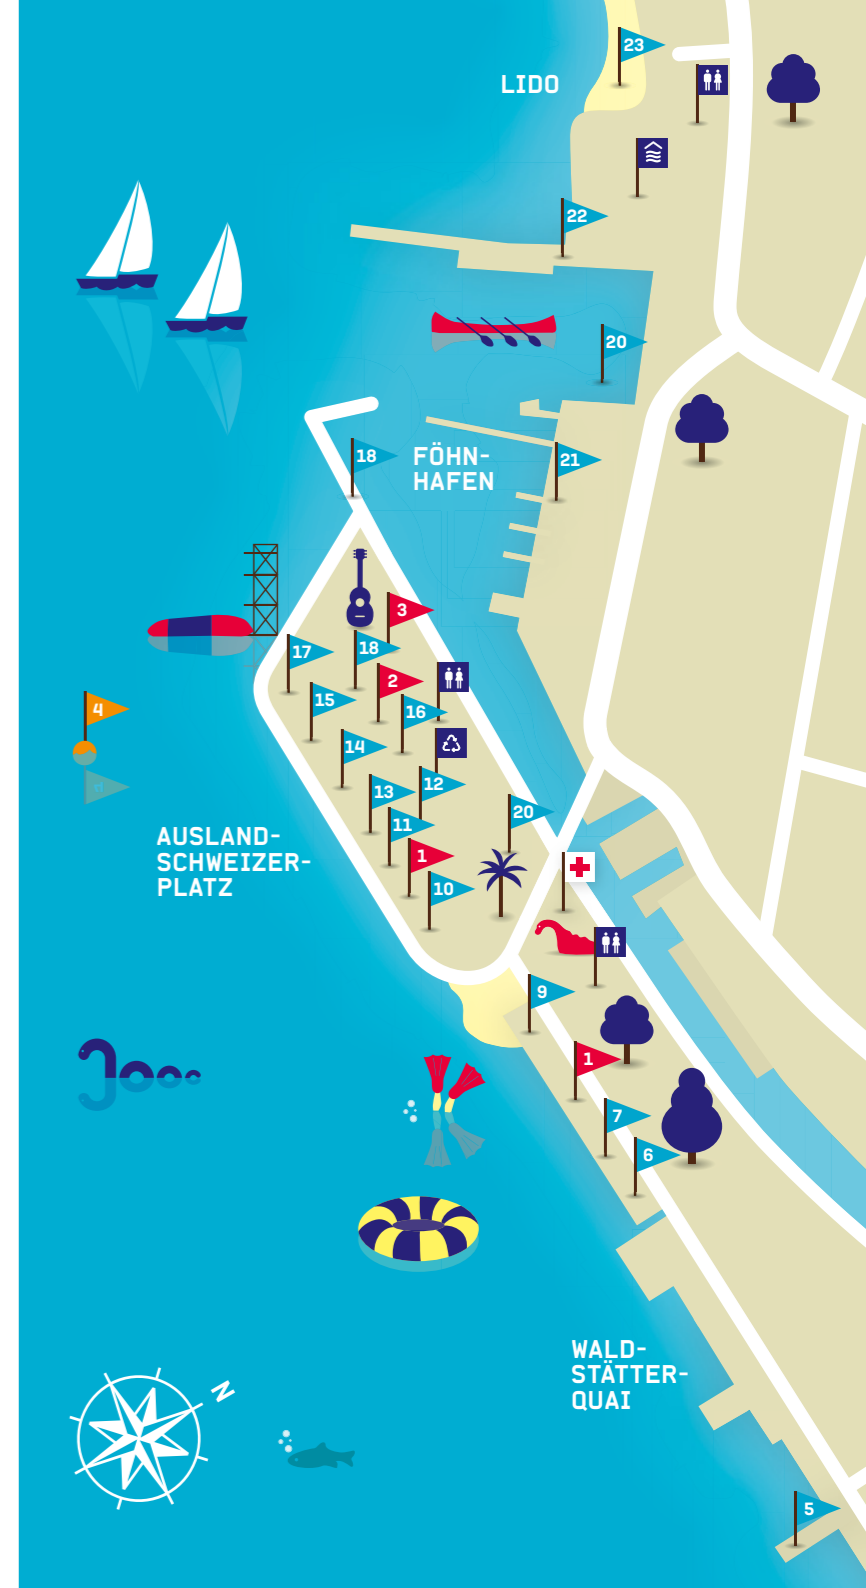 23
LIDO
22
20
18
FÖHN-
HAFEN
21
3
17
18
2
15
16
4
14
12
13
20
11
1
10
AUSLAND-
SCHWEIZER-
PLATZ
9
1
7
6
WALD-
STÄTTER-
QUAI
N
5